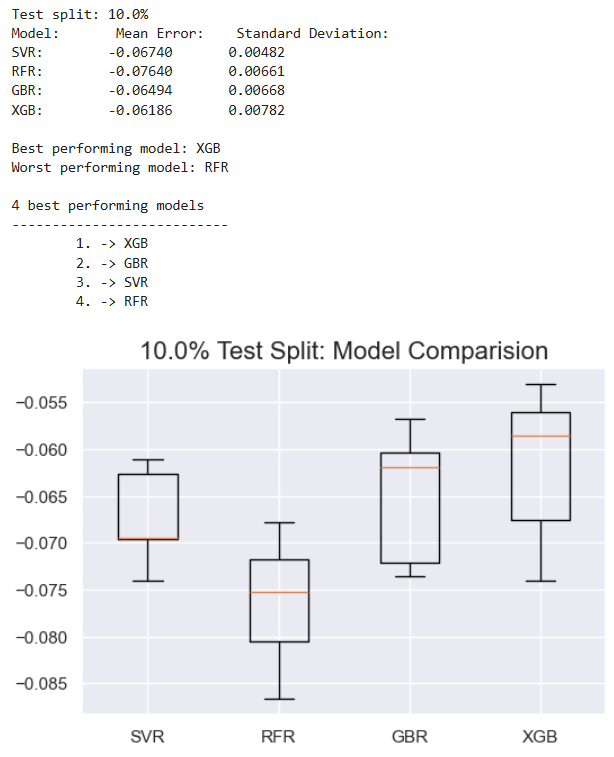 Test split: 10.0%
Model: Mean Error: Standard Deviation:
SVR: -0.06740 0.00482
RFR: -0.07640 0.00661
GBR: -0.06494 0.00668
XGB: -0.06186 0.00782
Best performing model: XGB
Worst performing model: RFR
4 best performing models
---------------------------
1. -> XGB
2. -> GBR
3. -> SVR
4. -> RFR
10.0% Test Split: Model Comparision
−0.055
−0.060
−0.065
−0.070
−0.075
−0.080
−0.085
SVR RFR GBR XGB